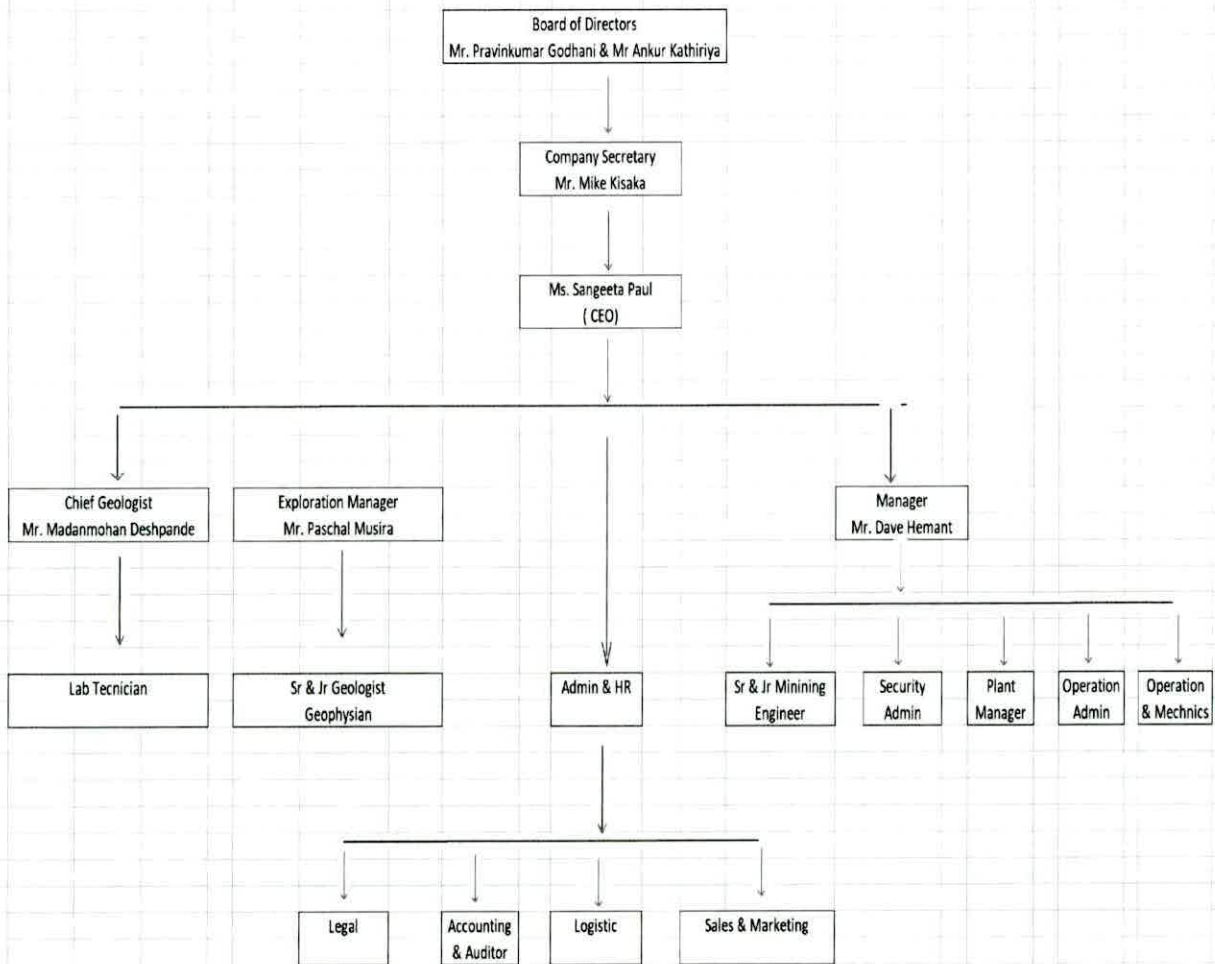 Board of Directors
Mr. Pravinkumar Godhani & Mr Ankur Kathiriya
Company Secretary
Mr. Mike Kisaka
Ms. Sangeeta Paul
( CEO)
Chief Geologist
Mr. Madanmohan Deshpande
Exploration Manager
Mr. Paschal Musira
Manager
Mr. Dave Hemant
Lab Tecnician
Sr & Jr Geologist
Geophysian
Admin & HR
Sr & Jr Minining
Engineer
Security
Admin
Plant
Manager
Operation
Admin
Operation
& Mechnics
Legal
Accounting
& Auditor
Logistic
Sales & Marketing